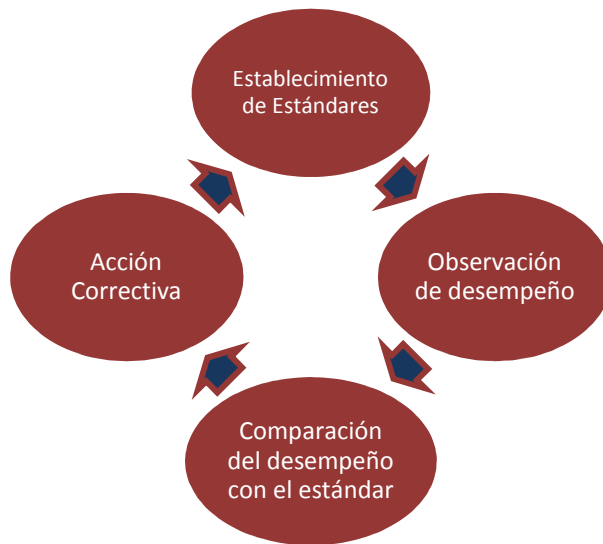 Establecimiento
de Estándares
Observación
de desempeño
Comparación
del desempeño
con el estándar
Acción
Correctiva